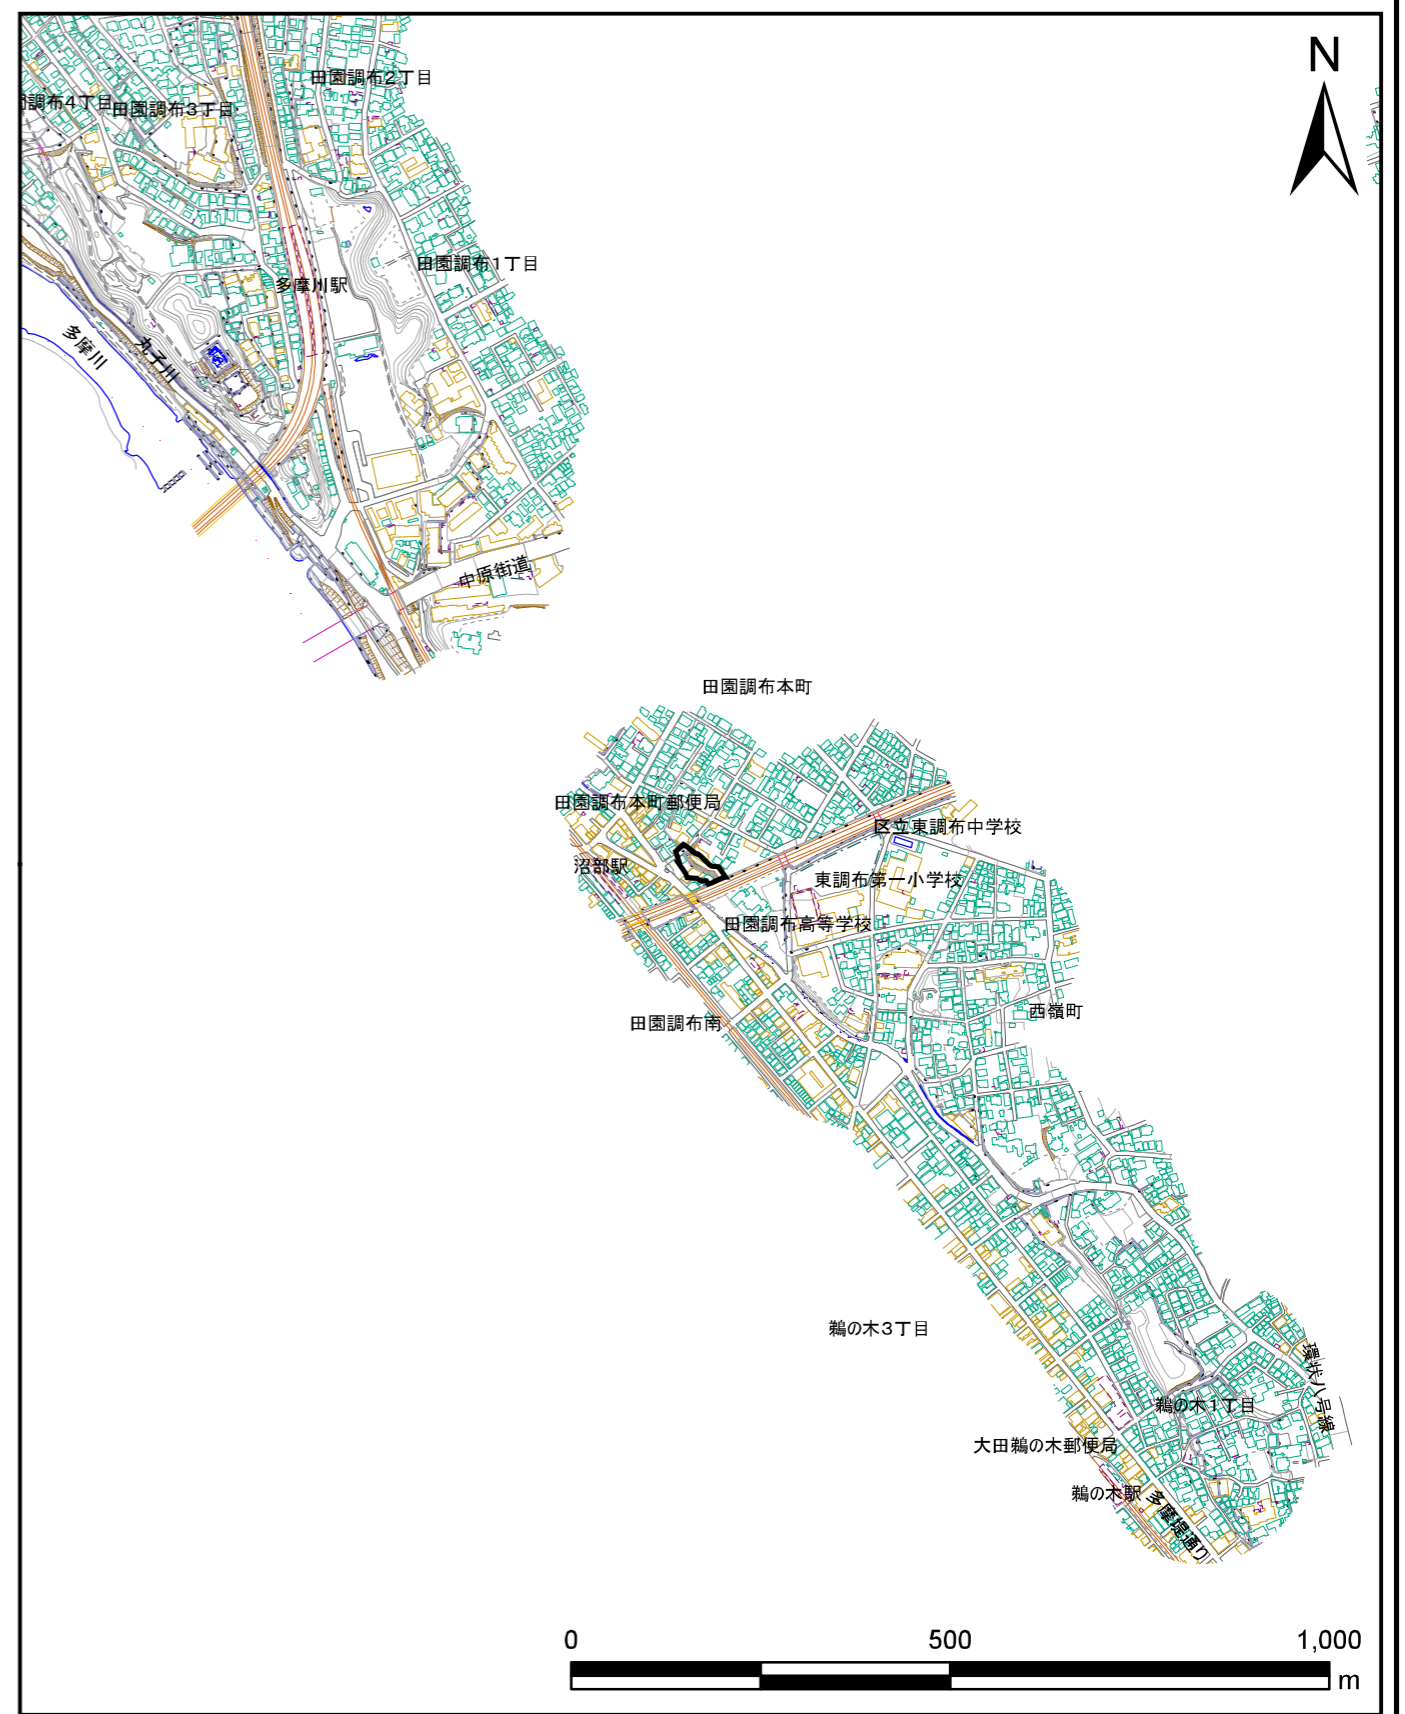 N
田園調布2丁目
調布4丁目
田園調布3丁目
田園調布1丁目
多摩川駅
多摩川
丸子川
中原街道
田園調布本町
田園調布本町郵便局
区立東調布中学校
沼部駅
東調布第一小学校
田園調布高等学校
西嶺町
田園調布南
鵜の木3丁目
環状八号線
鵜の木1丁目
大田鵜の木郵便局
鵜の木駅
多摩堤通り
0 500 1,000
m